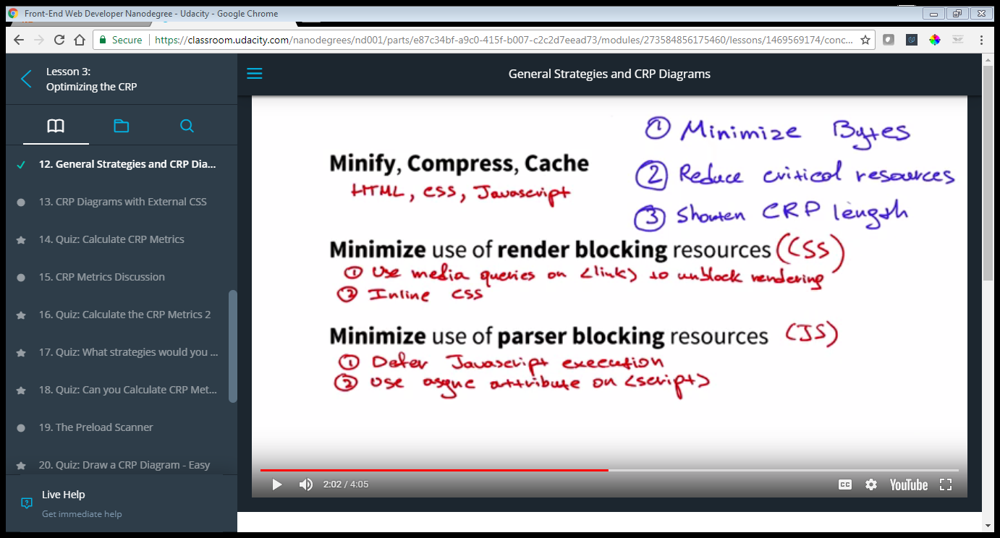 Front-End Web Developer Nanodegree - Udacity - Google Chrome
Secure https://classroom.udacity.com/nanodegrees/nd001/parts/e87c34bf-a9c0-415f-b007-c2c2d7eead73/modules/273584856175460/lessons/1469569174/conc...
Lesson 3:
Optimizing the CRP
12. General Strategies and CRP Dia...
13. CRP Diagrams with External CSS
14. Quiz: Calculate CRP Metrics
15. CRP Metrics Discussion
16. Quiz: Calculate the CRP Metrics 2
17. Quiz: What strategies would you ...
18. Quiz: Can you Calculate CRP Met...
19. The Preload Scanner
20. Quiz: Draw a CRP Diagram - Easy
Live Help
Get immediate help
General Strategies and CRP Diagrams
① Minimize Bytes
② Reduce critical resources
③ Shorten CRP length
Minify, Compress, Cache
HTML, CSS, Javascript
Minimize use of render blocking resources (CSS)
① Use media queries on <link> to unblock rendering
② Inline CSS
Minimize use of parser blocking resources (JS)
① Defer Javascript execution
② Use async attribute on <script>
2:02 / 4:05
CC
YouTube